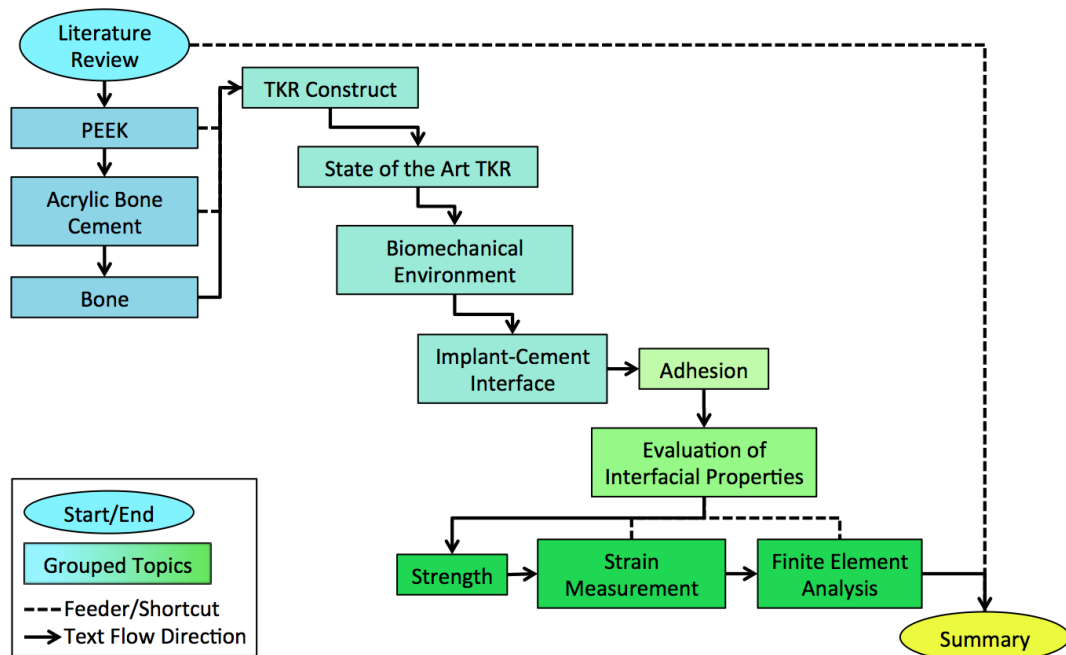 Literature
Review
PEEK
Acrylic Bone
Cement
Bone
TKR Construct
State of the Art TKR
Biomechanical
Environment
Implant-Cement
Interface
Adhesion
Evaluation of
Interfacial Properties
Strength
Strain
Measurement
Finite Element
Analysis
Summary
Start/End
Grouped Topics
Feeder/Shortcut
Text Flow Direction